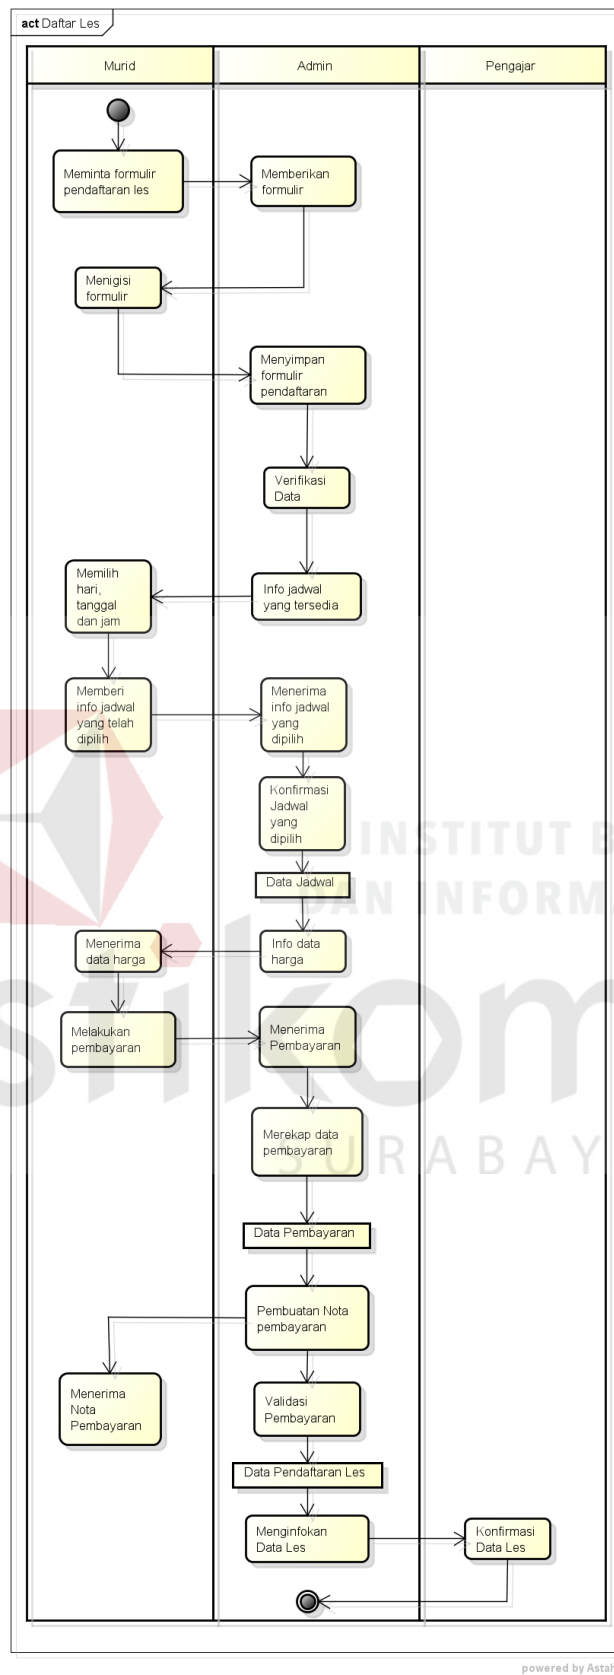 act Daftar Les
Murid
Admin
Pengajar
Meminta formulir
pendaftaran les
Memberikan
formulir
Menigisi
formulir
Menyimpan
formulir
pendaftaran
Verifikasi
Data
Info jadwal
yang tersedia
Memilih
hari,
tanggal
dan jam
Memberi
info jadwal
yang telah
dipilih
Menerima
info jadwal
yang
dipilih
Konfirmasi
Jadwal
yang
dipilih
INSTITUT B
Data Jadwal
DAN INFORM
Info data
harga
Menerima
data harga
stikom
Melakukan
pembayaran
Menerima
Pembayaran
Merekap data
pembayaran
SURABAY
Data Pembayaran
Pembuatan Nota
pembayaran
Menerima
Nota
Pembayaran
Validasi
Pembayaran
Data Pendaftaran Les
Menginfokan
Data Les
Konfirmasi
Data Les
powered by Astah